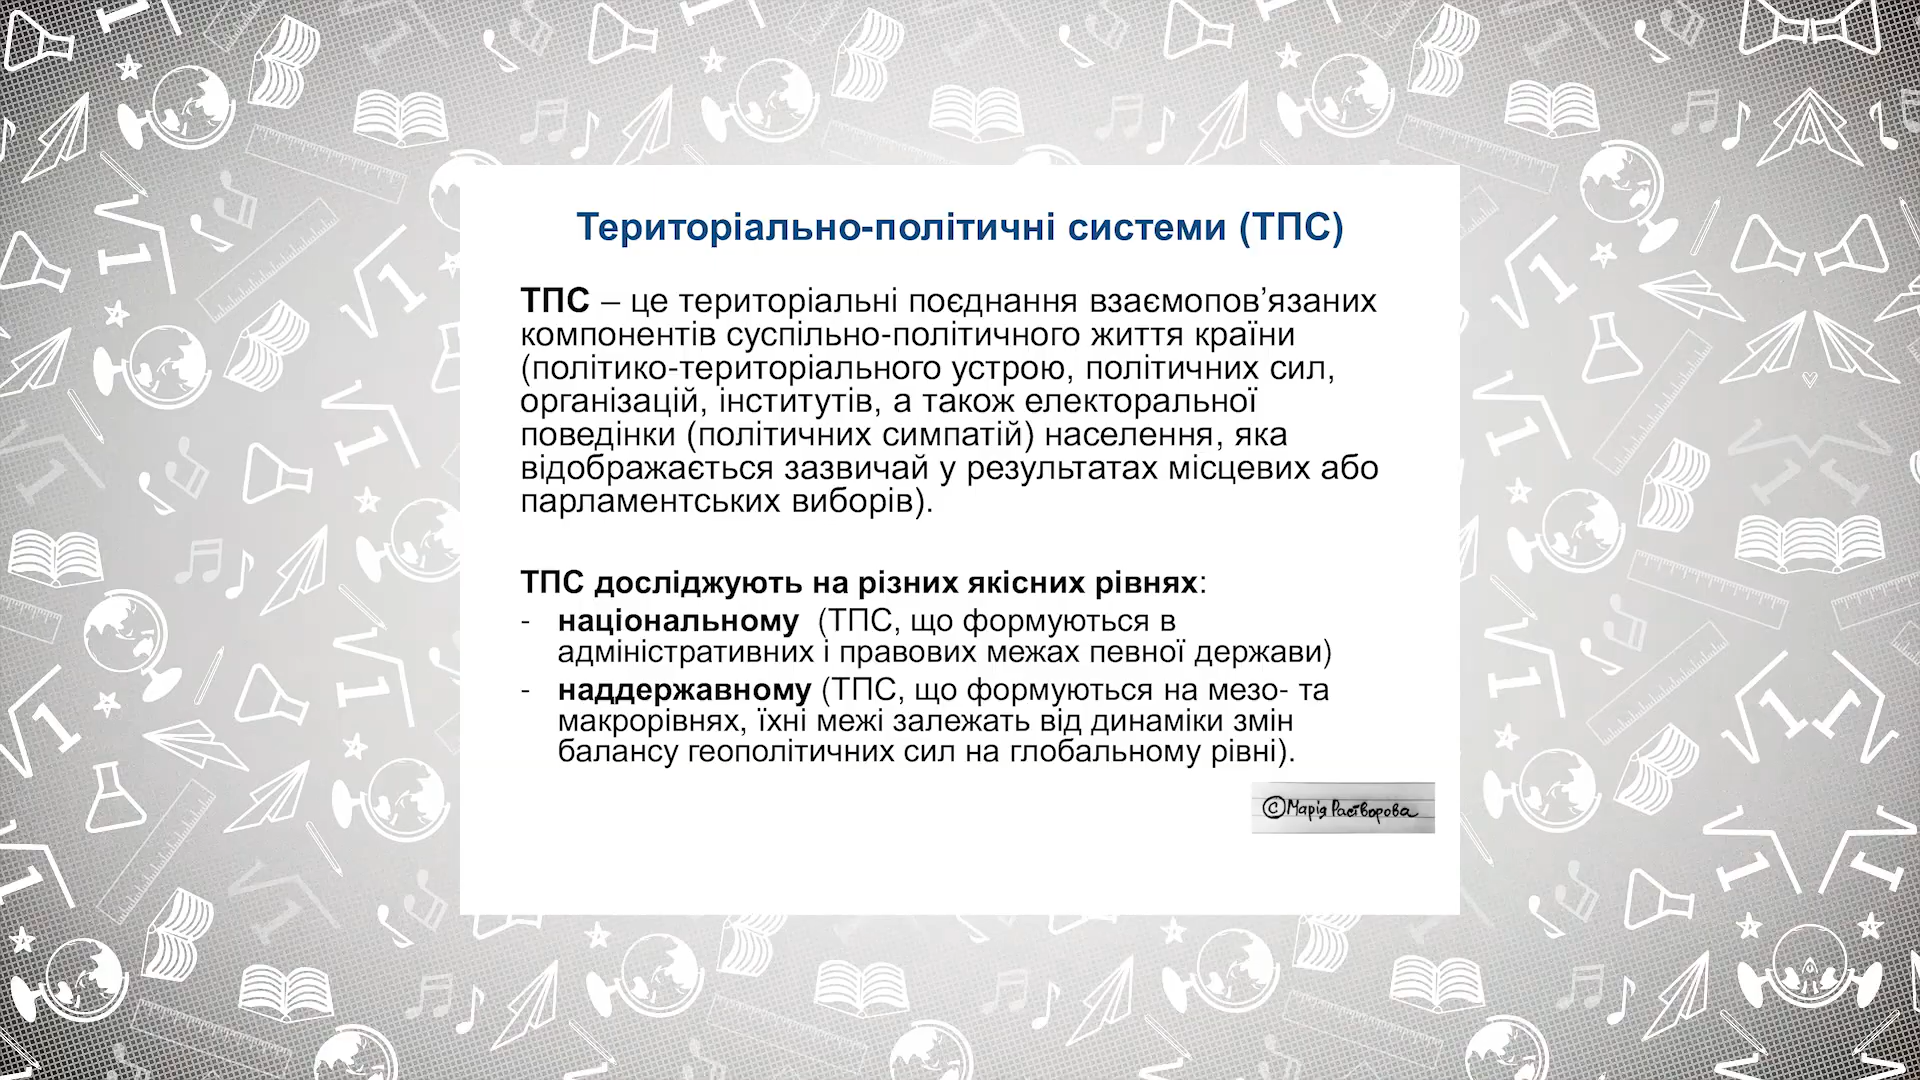 Територіально-політичні системи (ТПС)
ТПС – це територіальні поєднання взаємопов’язаних
компонентів суспільно-політичного життя країни
(політико-територіального устрою, політичних сил,
організацій, інститутів, а також електоральної
поведінки (політичних симпатій) населення, яка
відображається зазвичай у результатах місцевих або
парламентських виборів).
ТПС досліджують на різних якісних рівнях:
- національному (ТПС, що формуються в
адміністративних і правових межах певної держави)
- наддержавному (ТПС, що формуються на мезо- та
макрорівнях, їхні межі залежать від динаміки змін
балансу геополітичних сил на глобальному рівні).
©Марія Растворова